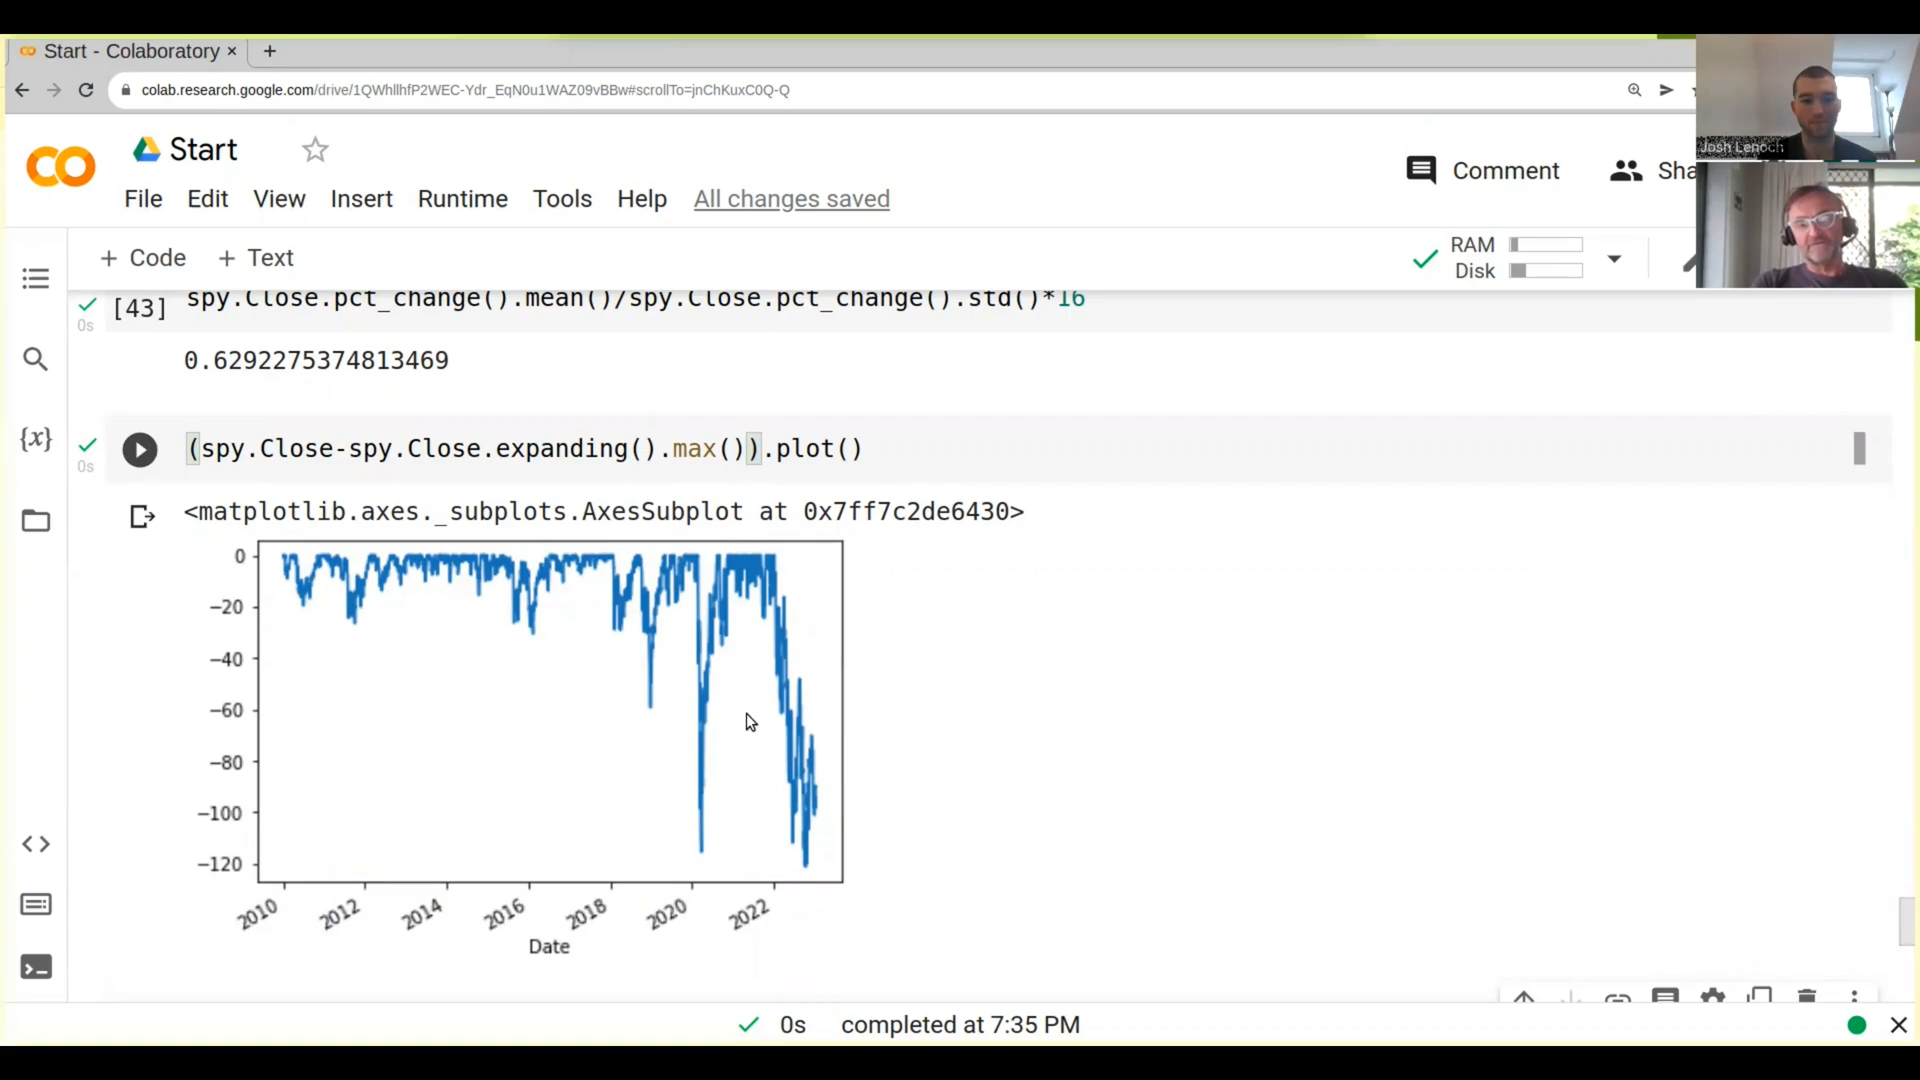 Start - Colaboratory
colab.research.google.com/drive/1QWhllhfP2WEC-Ydr_EqN0u1WAZ09vBBw#scrollTo=jnChKuxC0Q-Q
Josh Lenoch
Start
File Edit View Insert Runtime Tools Help All changes saved
Comment Sha
+ Code + Text
RAM
Disk
[43] spy.Close.pct_change().mean()/spy.Close.pct_change().std()*16
0s
0.6292275374813469
{x}
(spy.Close-spy.Close.expanding().max()).plot()
0s
<matplotlib.axes._subplots.AxesSubplot at 0x7ff7c2de6430>
0
−20
−40
−60
−80
−100
−120
2010 2012 2014 2016 2018 2020 2022
Date
0s completed at 7:35 PM